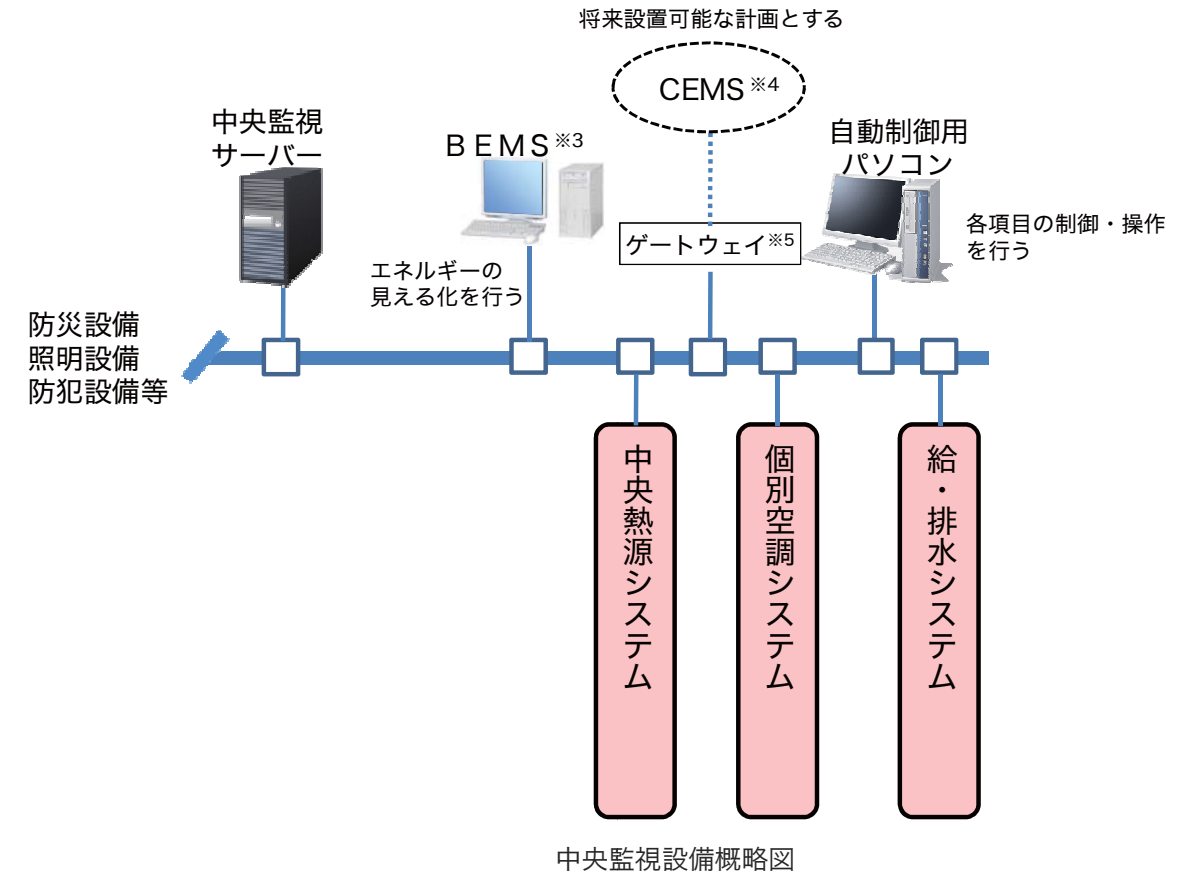 将来設置可能な計画とする
CEMS※4
中央監視
サーバー
ＢＥＭＳ※3
自動制御用
パソコン
ゲートウェイ※5
各項目の制御・操作
を行う
エネルギーの
見える化を行う
防災設備
照明設備
防犯設備等
中央熱源システム
個別空調システム
給・排水システム
中央監視設備概略図